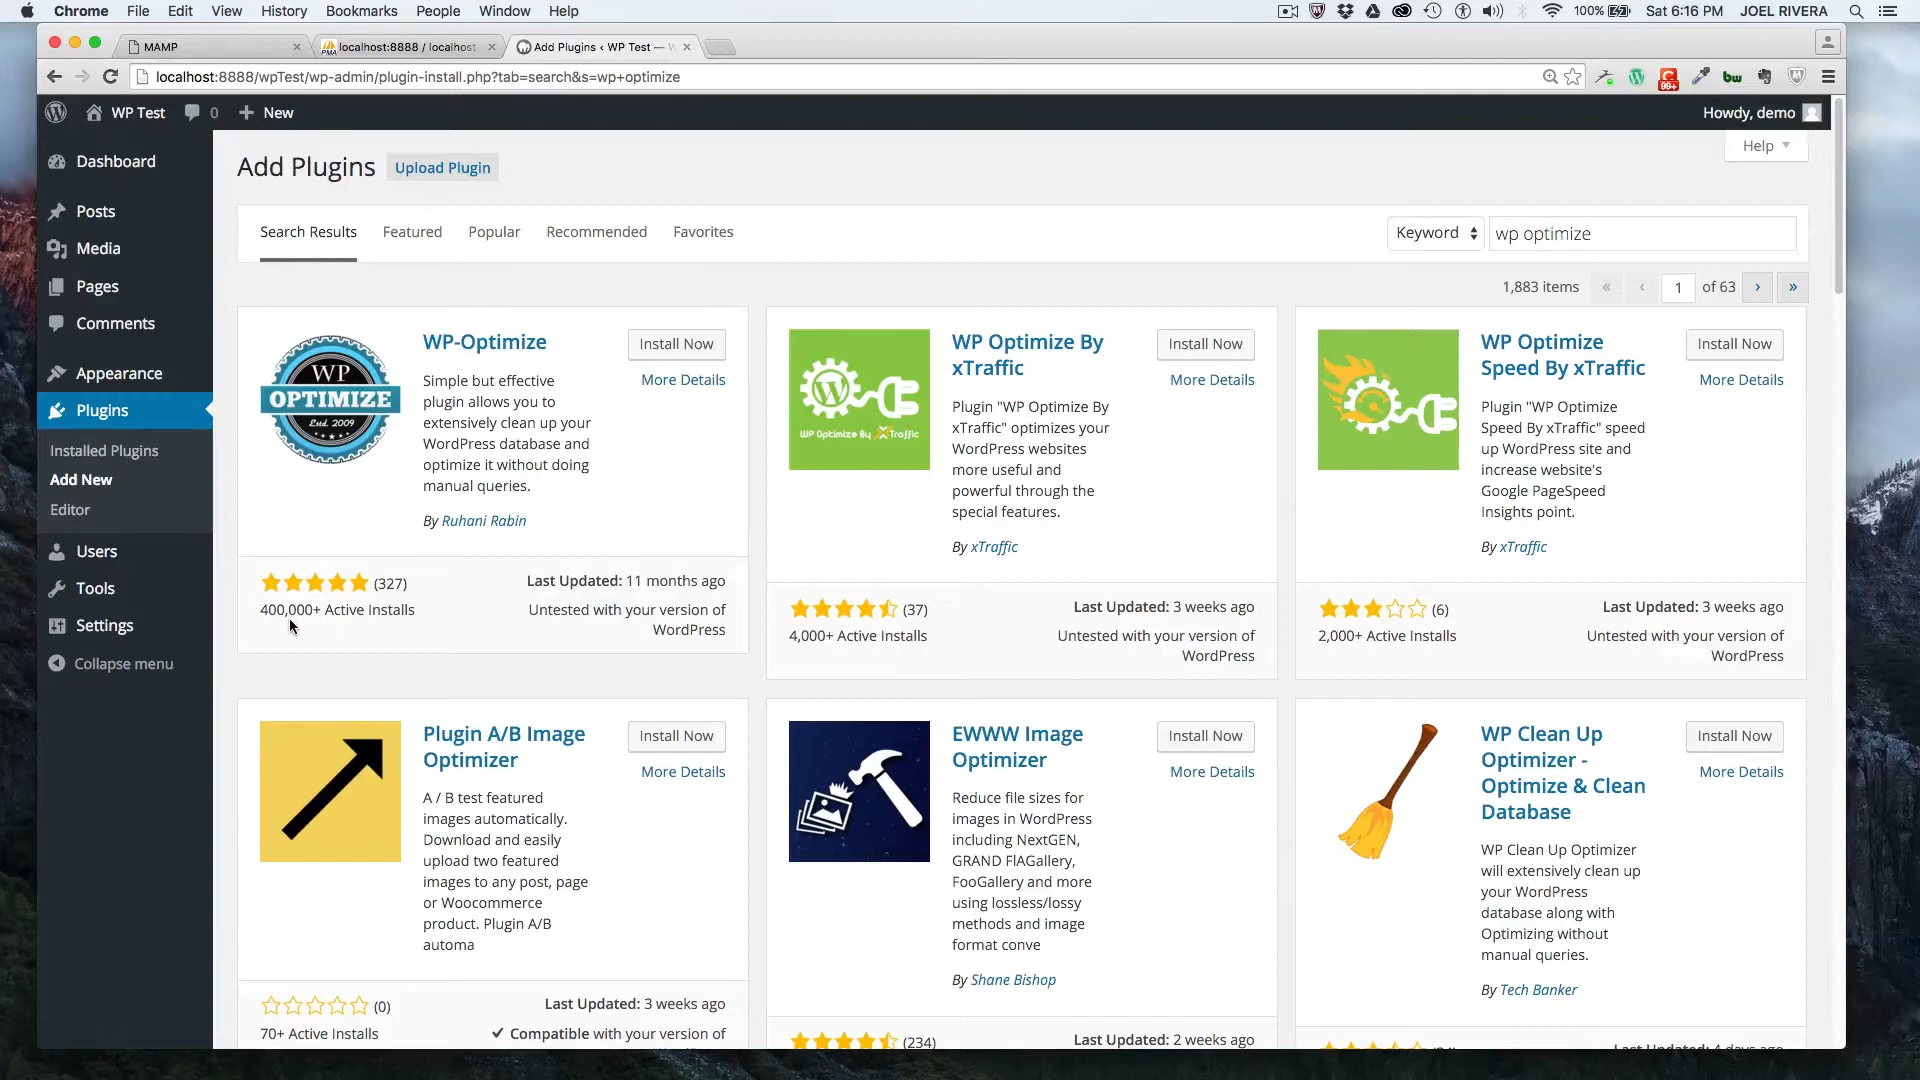 Chrome File Edit View History Bookmarks People Window Help
100% Sat 6:16 PM JOEL RIVERA
MAMP
localhost:8888 / localhost
Add Plugins ‹ WP Test —
localhost:8888/wpTest/wp-admin/plugin-install.php?tab=search&s=wp+optimize
99+
bw
WP Test 0 New
Howdy, demo
Dashboard
Posts
Media
Pages
Comments
Appearance
Plugins
Installed Plugins
Add New
Editor
Users
Tools
Settings
Collapse menu
Help
Add Plugins Upload Plugin
Search Results Featured Popular Recommended Favorites
Keyword wp optimize
1,883 items « ‹ 1 of 63 › »
WP
OPTIMIZE
Estd. 2009
WP-Optimize
Install Now
More Details
Simple but effective
plugin allows you to
extensively clean up your
WordPress database and
optimize it without doing
manual queries.
By Ruhani Rabin
(327)
400,000+ Active Installs
Last Updated: 11 months ago
Untested with your version of
WordPress
WP Optimize By XTraffic
WP Optimize By
xTraffic
Install Now
More Details
Plugin "WP Optimize By
xTraffic" optimizes your
WordPress websites
more useful and
powerful through the
special features.
By xTraffic
(37)
4,000+ Active Installs
Last Updated: 3 weeks ago
Untested with your version of
WordPress
WP Optimize
Speed By xTraffic
Install Now
More Details
Plugin "WP Optimize
Speed By xTraffic" speed
up WordPress site and
increase website's
Google PageSpeed
Insights point.
By xTraffic
(6)
2,000+ Active Installs
Last Updated: 3 weeks ago
Untested with your version of
WordPress
Plugin A/B Image
Optimizer
Install Now
More Details
A / B test featured
images automatically.
Download and easily
upload two featured
images to any post, page
or Woocommerce
product. Plugin A/B
automa
(0)
70+ Active Installs
Last Updated: 3 weeks ago
Compatible with your version of
EWWW Image
Optimizer
Install Now
More Details
Reduce file sizes for
images in WordPress
including NextGEN,
GRAND FlAGallery,
FooGallery and more
using lossless/lossy
methods and image
format conve
By Shane Bishop
(234)
Last Updated: 2 weeks ago
WP Clean Up
Optimizer -
Optimize & Clean
Database
Install Now
More Details
WP Clean Up Optimizer
will extensively clean up
your WordPress
database along with
Optimizing without
manual queries.
By Tech Banker
Last Updated: 4 days ago